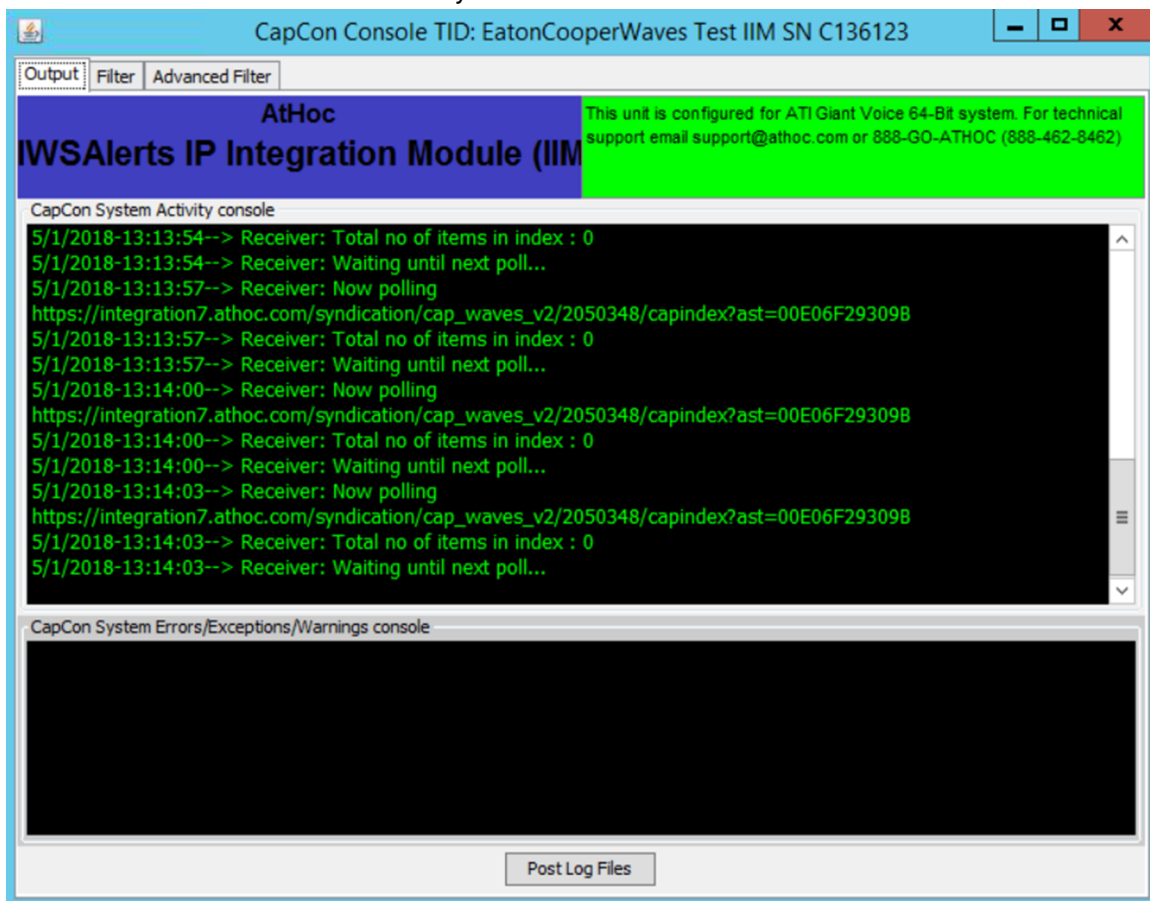 CapCon Console TID: EatonCooperWaves Test IIM SN C136123
Output Filter Advanced Filter
AtHoc
IWSAlerts IP Integration Module (IIM
This unit is configured for ATI Giant Voice 64-Bit system. For technical
support email support@athoc.com or 888-GO-ATHOC (888-462-8462)
CapCon System Activity console
5/1/2018-13:13:54--> Receiver: Total no of items in index : 0
5/1/2018-13:13:54--> Receiver: Waiting until next poll...
5/1/2018-13:13:57--> Receiver: Now polling
https://integration7.athoc.com/syndication/cap_waves_v2/2050348/capindex?ast=00E06F29309B
5/1/2018-13:13:57--> Receiver: Total no of items in index : 0
5/1/2018-13:13:57--> Receiver: Waiting until next poll...
5/1/2018-13:14:00--> Receiver: Now polling
https://integration7.athoc.com/syndication/cap_waves_v2/2050348/capindex?ast=00E06F29309B
5/1/2018-13:14:00--> Receiver: Total no of items in index : 0
5/1/2018-13:14:00--> Receiver: Waiting until next poll...
5/1/2018-13:14:03--> Receiver: Now polling
https://integration7.athoc.com/syndication/cap_waves_v2/2050348/capindex?ast=00E06F29309B
5/1/2018-13:14:03--> Receiver: Total no of items in index : 0
5/1/2018-13:14:03--> Receiver: Waiting until next poll...
CapCon System Errors/Exceptions/Warnings console
Post Log Files